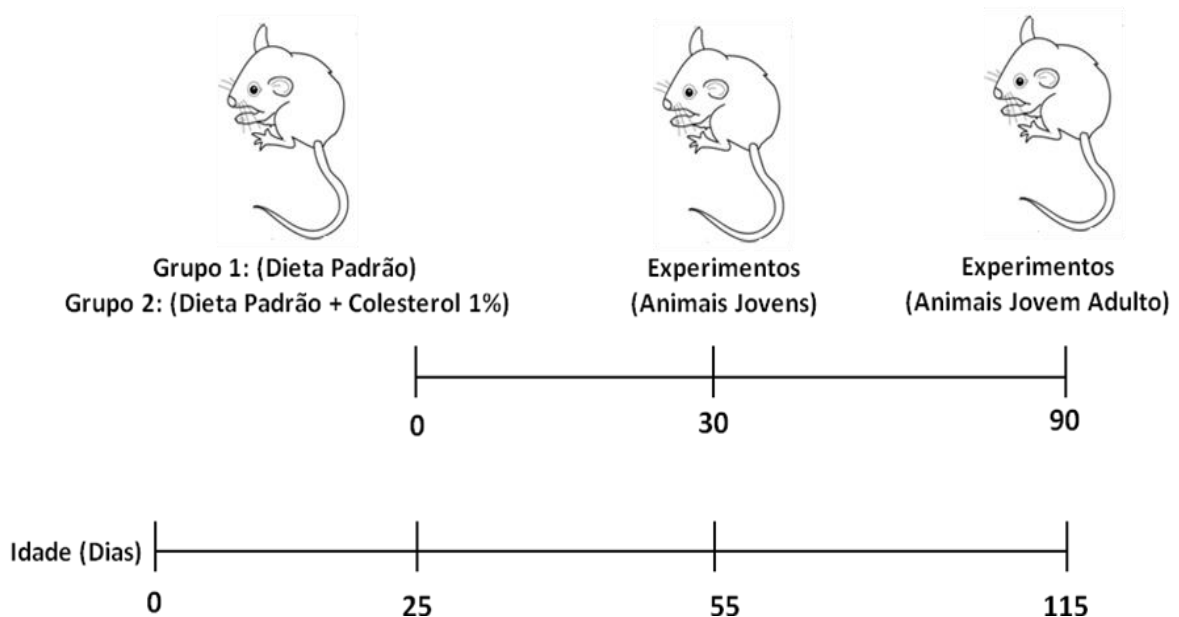 Grupo 1: (Dieta Padrão)
Grupo 2: (Dieta Padrão + Colesterol 1%)
Experimentos
(Animais Jovens)
Experimentos
(Animais Jovem Adulto)
0
30
90
Idade (Dias)
0
25
55
115